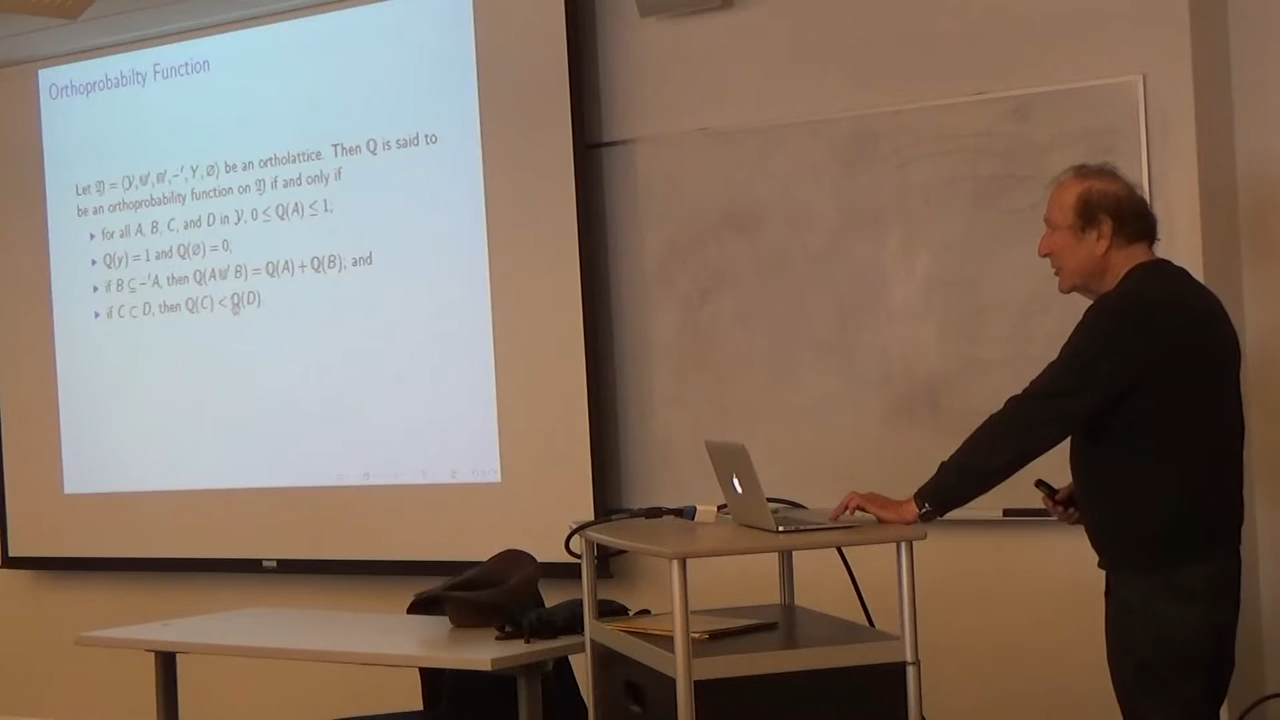 Orthoprobabilty Function
Let 𝔜 = ⟨𝒴, ⋓′, ⋒′, −′, Y, ∅⟩ be an ortholattice. Then ℚ is said to
be an orthoprobability function on 𝔜 if and only if
▸ for all A, B, C, and D in 𝒴, 0 ≤ ℚ(A) ≤ 1,
▸ ℚ(y) = 1 and ℚ(∅) = 0;
▸ if B ⊆ −′A, then ℚ(A ⋓′ B) = ℚ(A) + ℚ(B); and
▸ if C ⊂ D, then ℚ(C) < ℚ(D)